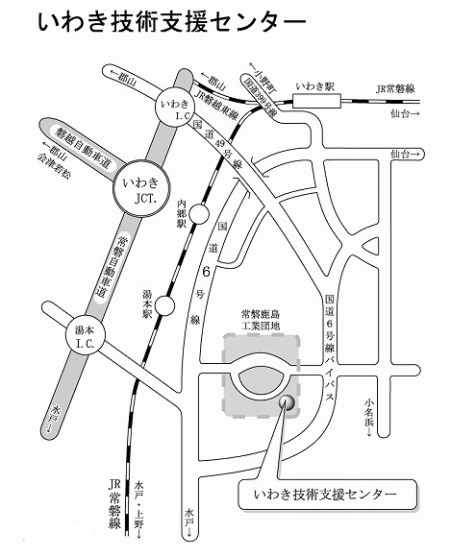 いわき技術支援センター
←郡山
←郡山
JR磐越東線
←小野町
国道399号線
いわき駅
JR常磐線
仙台→
いわき
I.C
国道49号線
仙台→
磐越自動車道
←郡山
会津若松
いわき
JCT.
内郷駅
国道6号線
常磐自動車道
湯本駅
湯本
I.C.
常磐鹿島
工業団地
国道6号線バイパス
水戸→
小名浜→
JR常磐線
水戸・上野→
水戸→
いわき技術支援センター